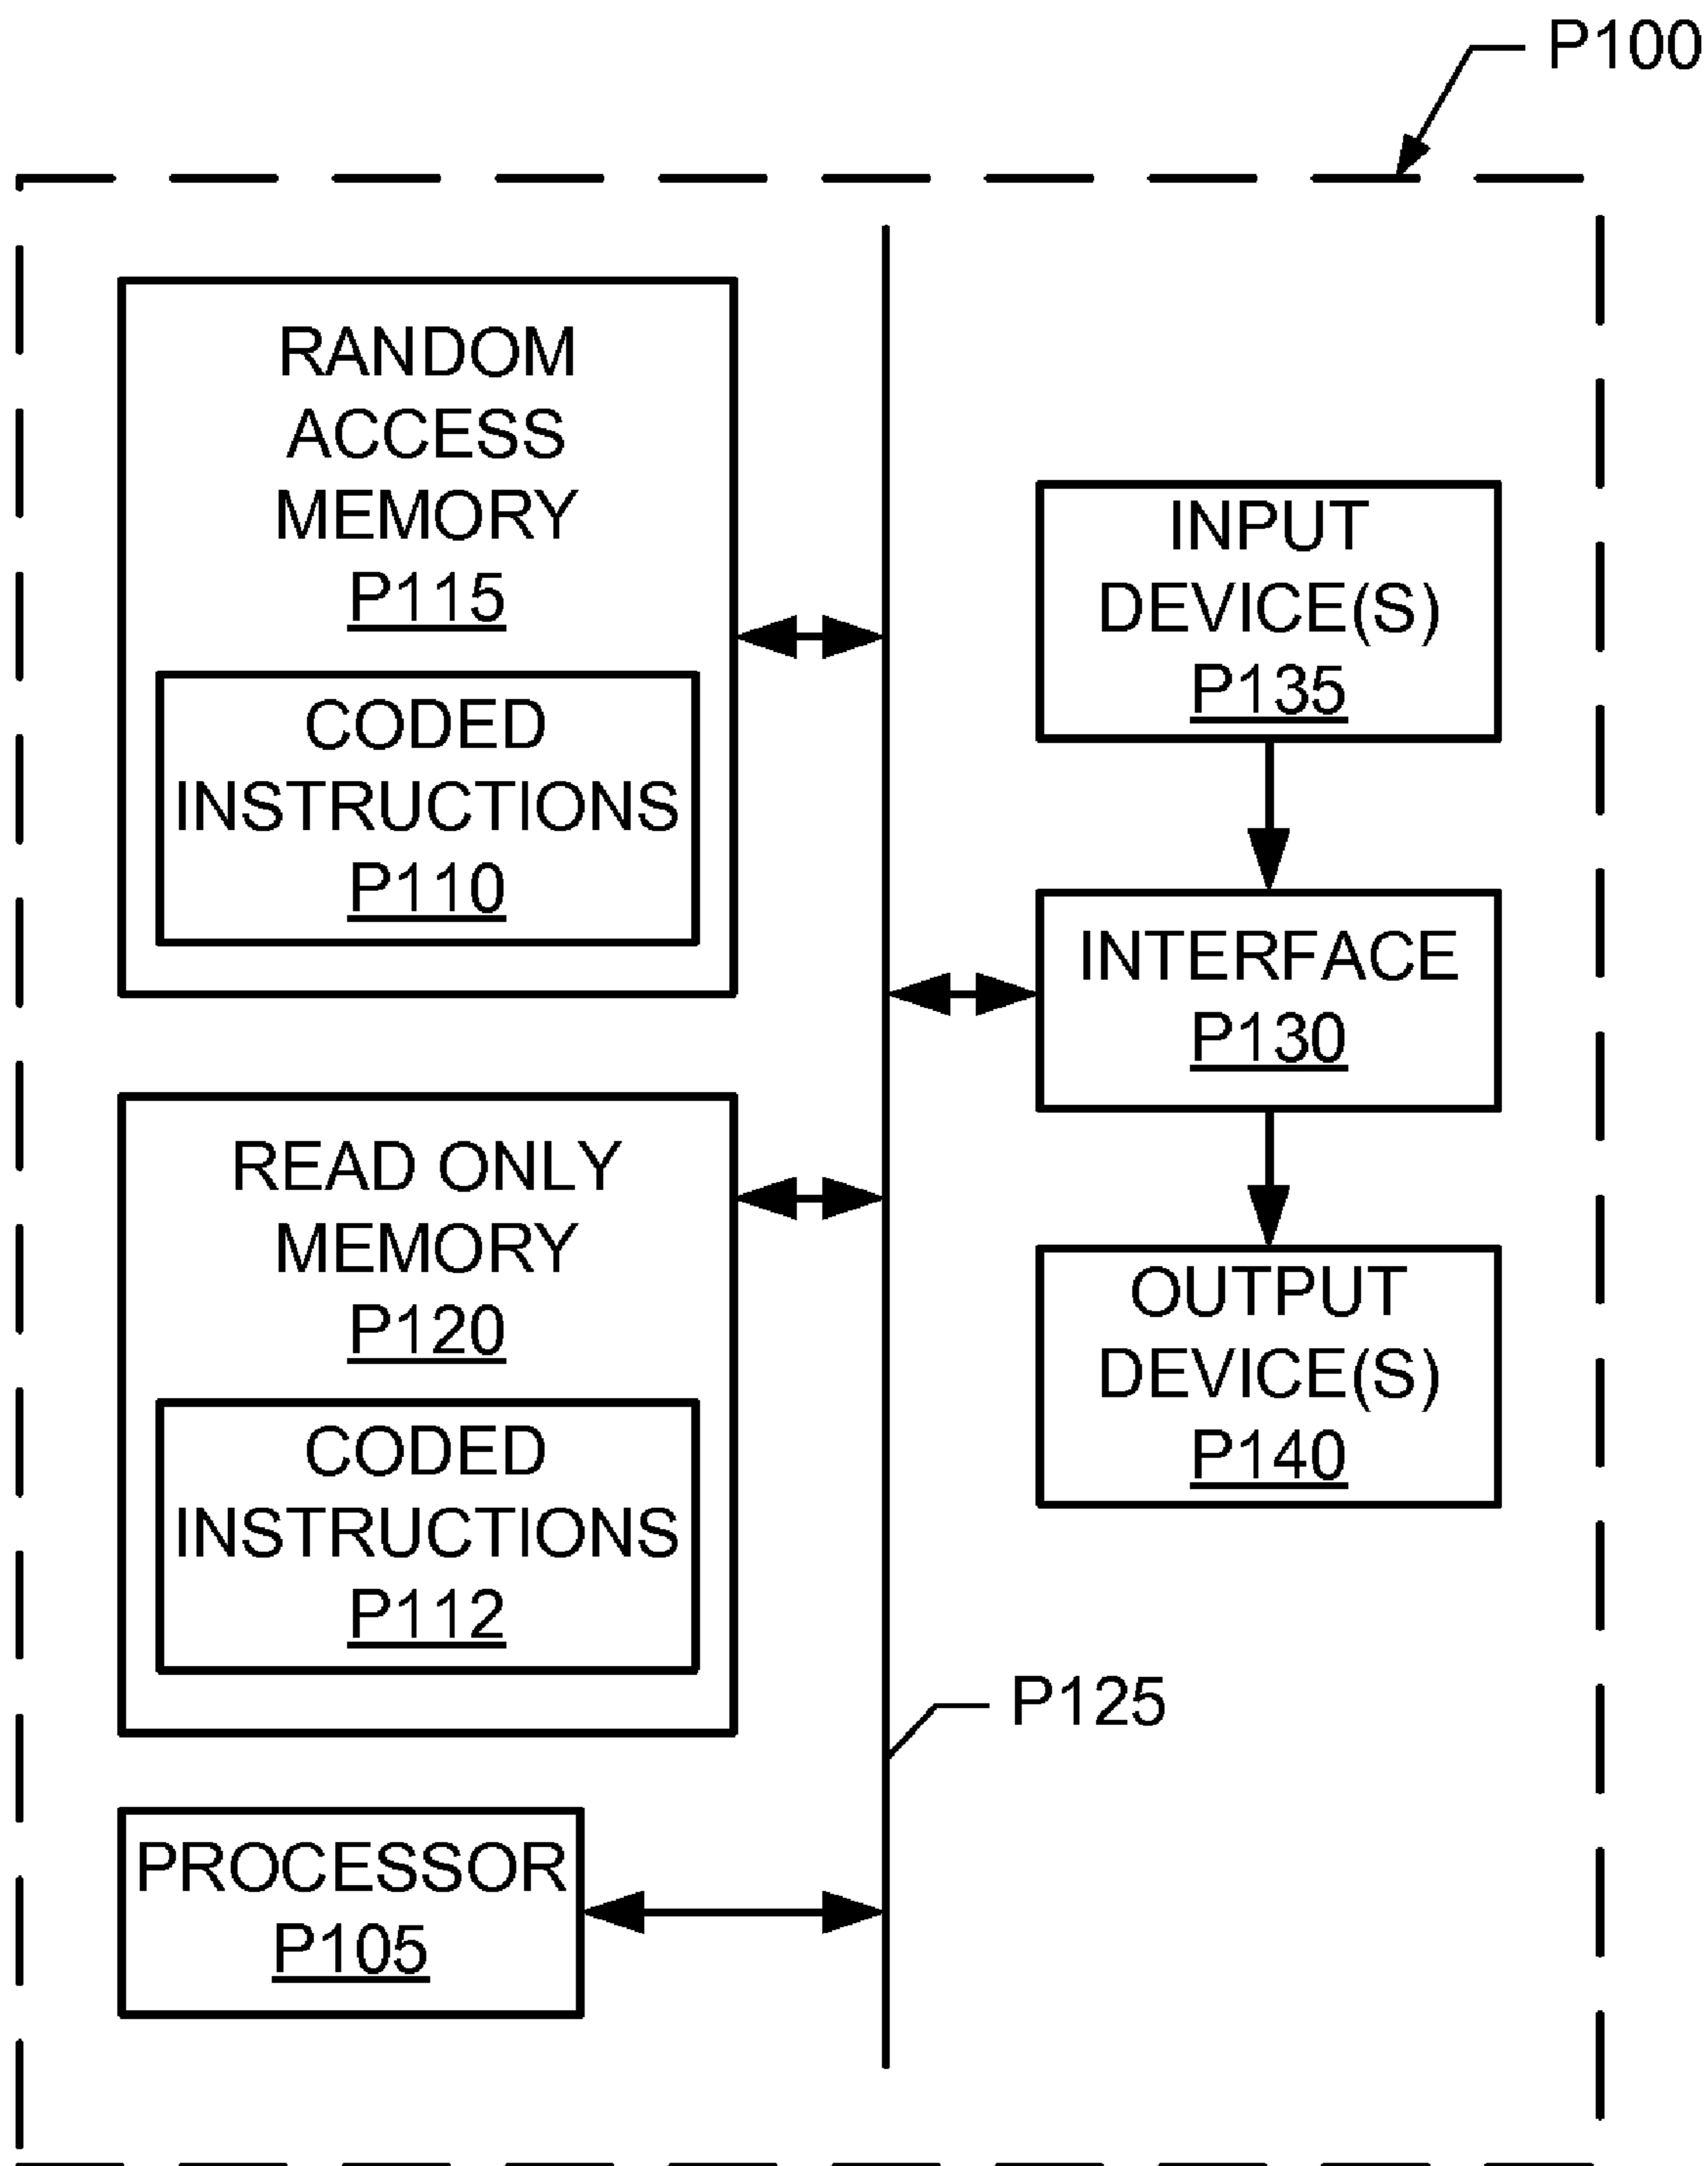 P100
RANDOM
ACCESS
MEMORY
P115
CODED
INSTRUCTIONS
P110
READ ONLY
MEMORY
P120
CODED
INSTRUCTIONS
P112
PROCESSOR
P105
INPUT
DEVICE(S)
P135
INTERFACE
P130
OUTPUT
DEVICE(S)
P140
P125